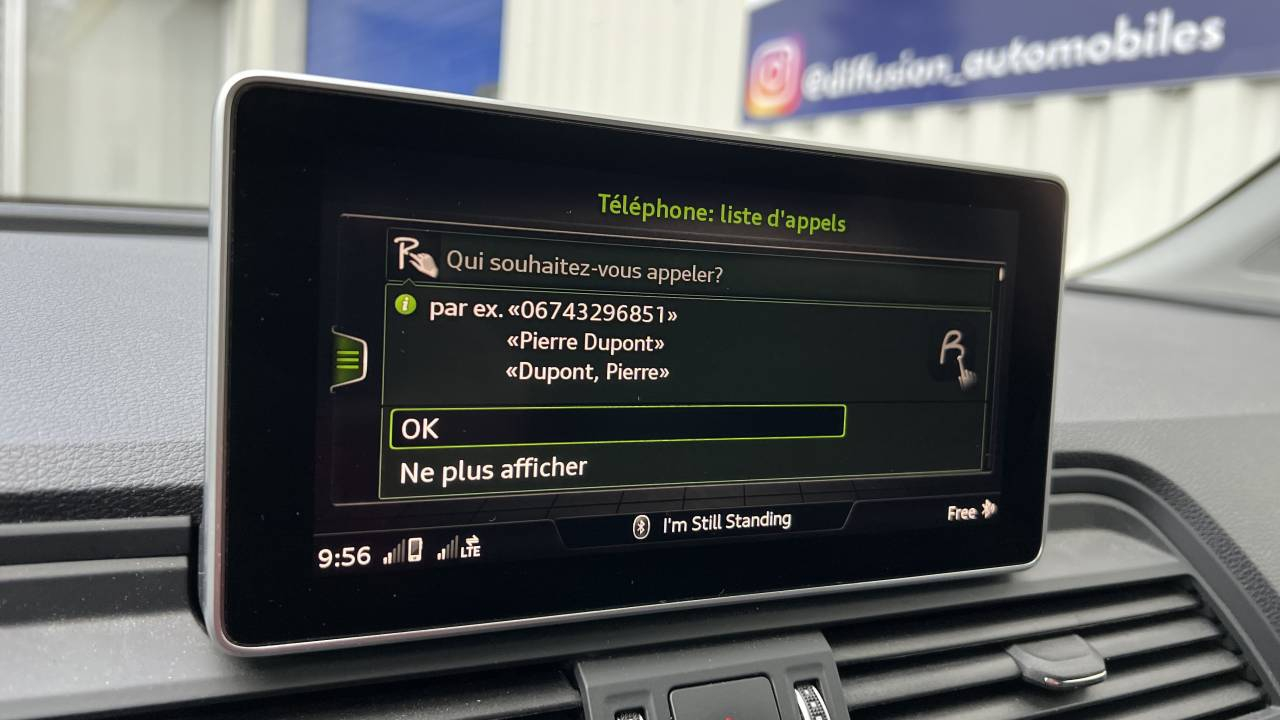 @diffusion_automobiles
Téléphone: liste d'appels
Qui souhaitez-vous appeler?
par ex. «06743296851»
«Pierre Dupont»
«Dupont, Pierre»
OK
Ne plus afficher
I'm Still Standing
Free
9:56
LTE